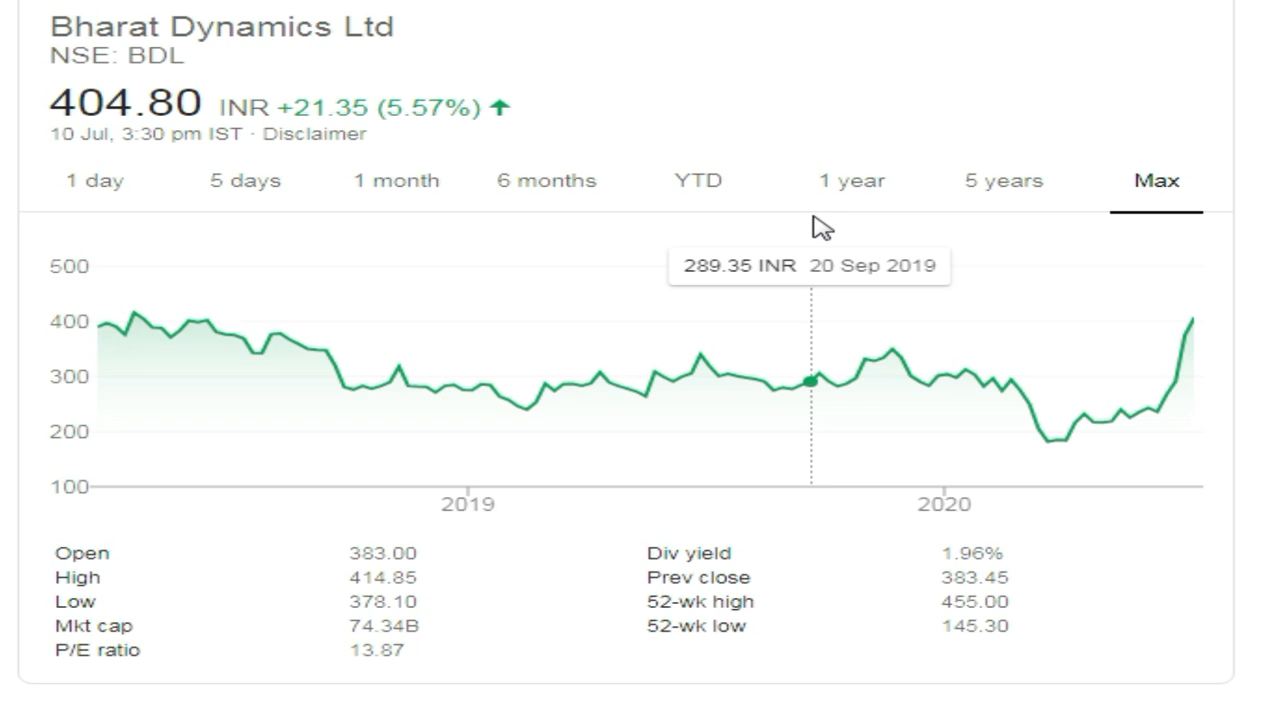 Bharat Dynamics Ltd
NSE: BDL
404.80 INR +21.35 (5.57%) ↑
10 Jul, 3:30 pm IST · Disclaimer
1 day 5 days 1 month 6 months YTD 1 year 5 years Max
289.35 INR 20 Sep 2019
500
400
300
200
100
2019 2020
Open 383.00 Div yield 1.96%
High 414.85 Prev close 383.45
Low 378.10 52-wk high 455.00
Mkt cap 74.34B 52-wk low 145.30
P/E ratio 13.87